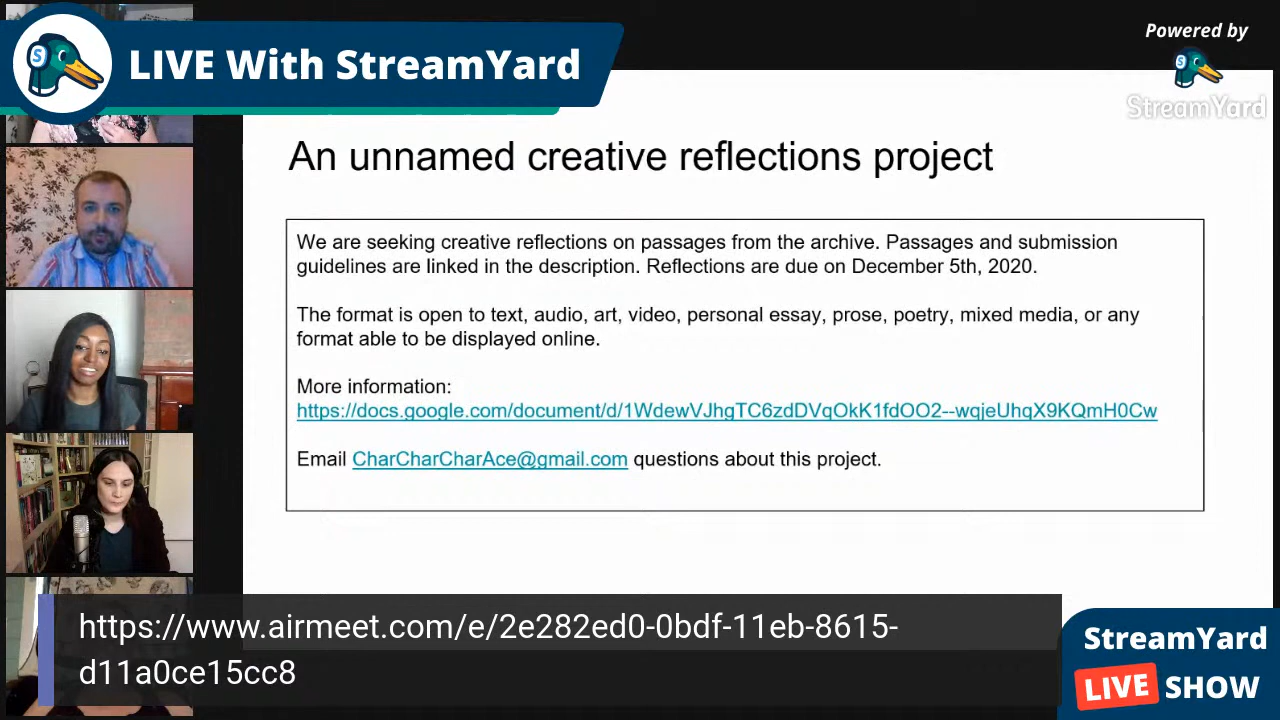 LIVE With StreamYard
Powered by
StreamYard
An unnamed creative reflections project
We are seeking creative reflections on passages from the archive. Passages and submission
guidelines are linked in the description. Reflections are due on December 5th, 2020.
The format is open to text, audio, art, video, personal essay, prose, poetry, mixed media, or any
format able to be displayed online.
More information:
https://docs.google.com/document/d/1WdewVJhgTC6zdDVqOkK1fdOO2--wqjeUhqX9KQmH0Cw
Email CharCharCharAce@gmail.com questions about this project.
https://www.airmeet.com/e/2e282ed0-0bdf-11eb-8615-
d11a0ce15cc8
StreamYard
LIVE SHOW